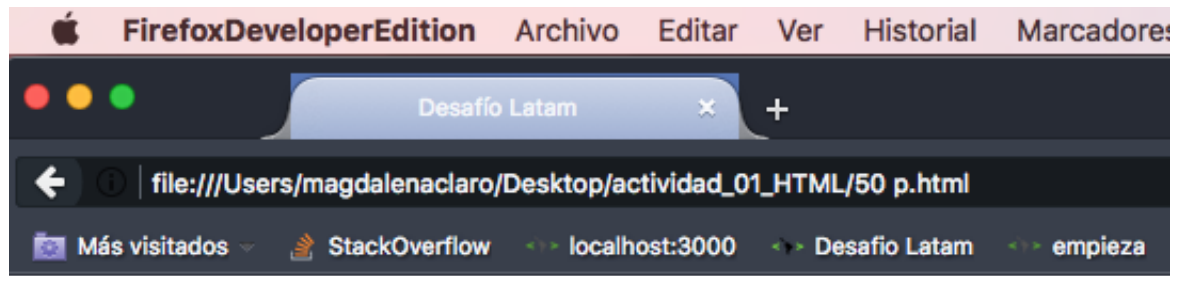 FirefoxDeveloperEdition Archivo Editar Ver Historial Marcadores
Desafío Latam
file:///Users/magdalenaclaro/Desktop/actividad_01_HTML/50 p.html
Más visitados StackOverflow localhost:3000 Desafio Latam empieza